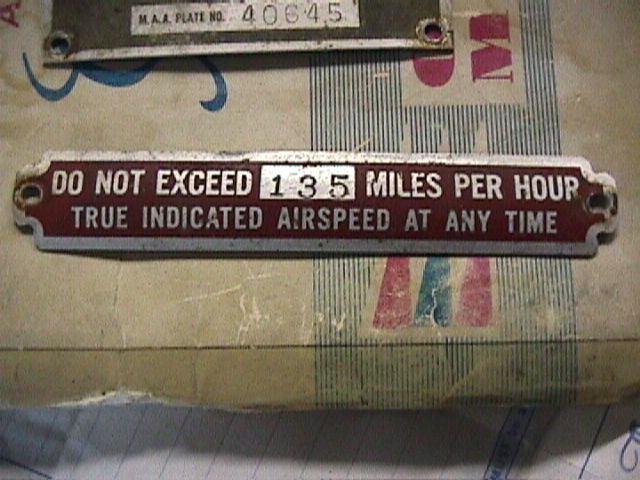 M.A.A. PLATE NO. 40645
DO NOT EXCEED 135 MILES PER HOUR
TRUE INDICATED AIRSPEED AT ANY TIME